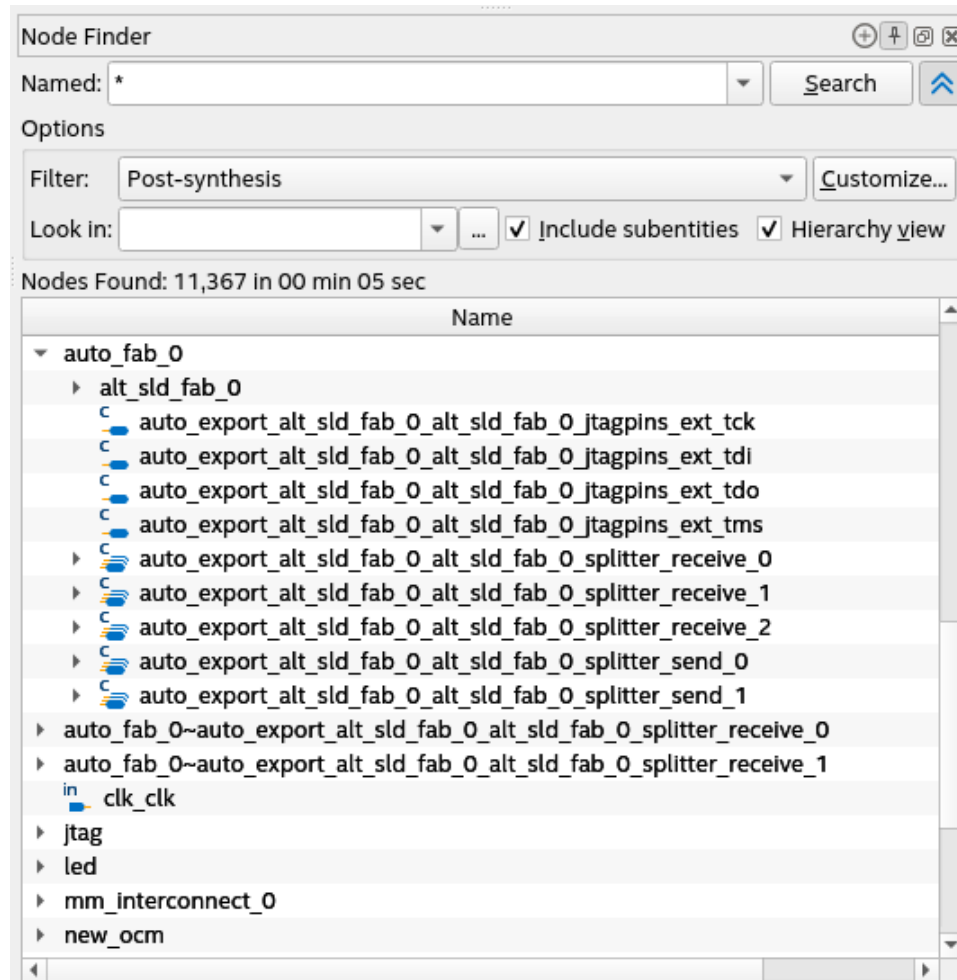 Node Finder
Named: * Search
Options
Filter: Post-synthesis Customize...
Look in: ... Include subentities Hierarchy view
Nodes Found: 11,367 in 00 min 05 sec
Name
auto_fab_0
alt_sld_fab_0
C auto_export_alt_sld_fab_0_alt_sld_fab_0_jtagpins_ext_tck
C auto_export_alt_sld_fab_0_alt_sld_fab_0_jtagpins_ext_tdi
C auto_export_alt_sld_fab_0_alt_sld_fab_0_jtagpins_ext_tdo
C auto_export_alt_sld_fab_0_alt_sld_fab_0_jtagpins_ext_tms
C auto_export_alt_sld_fab_0_alt_sld_fab_0_splitter_receive_0
C auto_export_alt_sld_fab_0_alt_sld_fab_0_splitter_receive_1
C auto_export_alt_sld_fab_0_alt_sld_fab_0_splitter_receive_2
C auto_export_alt_sld_fab_0_alt_sld_fab_0_splitter_send_0
C auto_export_alt_sld_fab_0_alt_sld_fab_0_splitter_send_1
auto_fab_0~auto_export_alt_sld_fab_0_alt_sld_fab_0_splitter_receive_0
auto_fab_0~auto_export_alt_sld_fab_0_alt_sld_fab_0_splitter_receive_1
in clk_clk
jtag
led
mm_interconnect_0
new_ocm